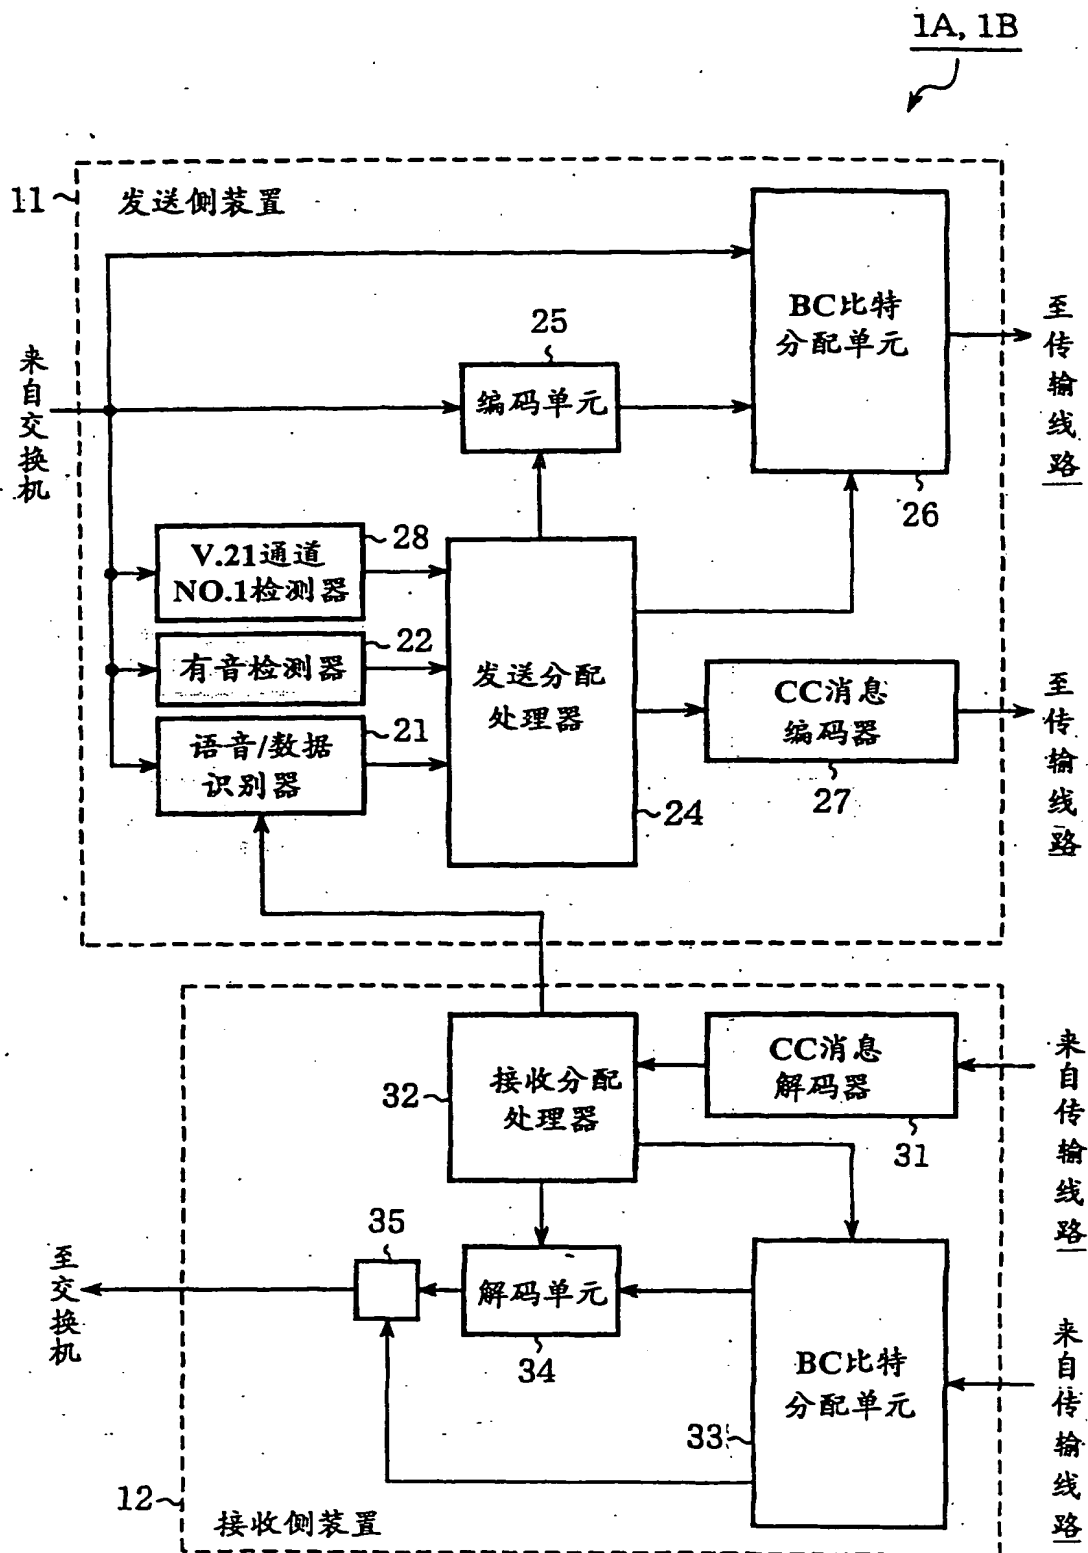 1A, 1B
11
发送侧装置
BC比特
分配单元
26
至传输线路
25
编码单元
来自交换机
V.21通道
NO.1检测器
28
有音检测器
22
语音/数据
识别器
21
发送分配
处理器
24
CC消息
编码器
27
至传输线路
接收分配
处理器
32
CC消息
解码器
31
来自传输线路
35
至交换机
解码单元
34
BC比特
分配单元
33
来自传输线路
12
接收侧装置